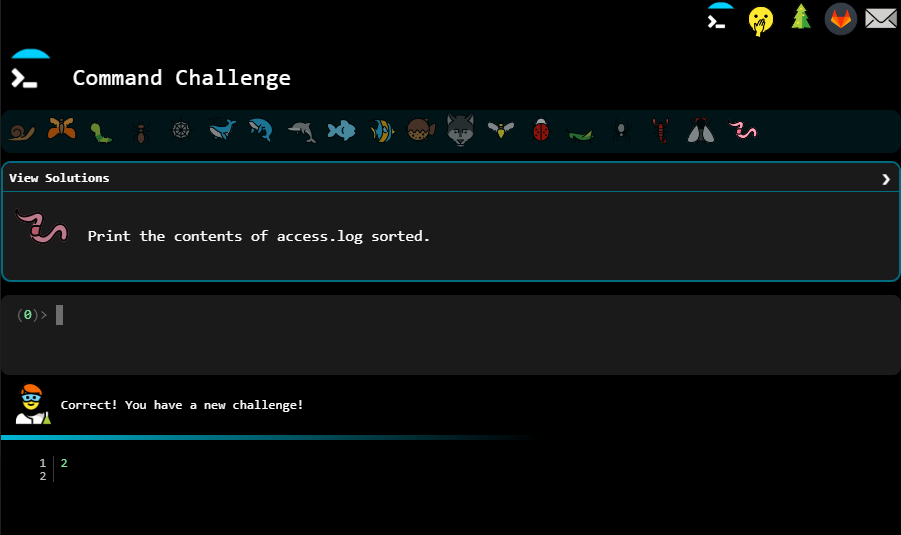 Command Challenge
View Solutions
Print the contents of access.log sorted.
(0)>
Correct! You have a new challenge!
1 2
2